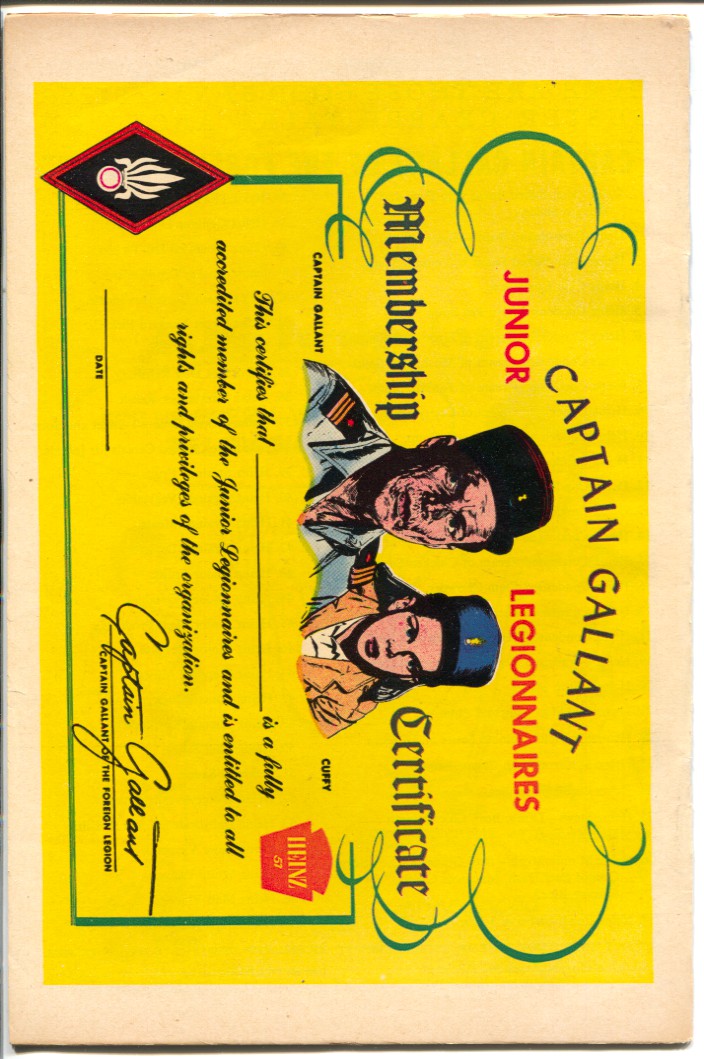 CAPTAIN GALLANT
JUNIOR LEGIONNAIRES
Membership Certificate
CAPTAIN GALLANT
CUFFY
This certifies that is a fully
accredited member of the Junior Legionnaires and is entitled to all
rights and privileges of the organization.
HEINZ
57
DATE
Captain Gallant
CAPTAIN GALLANT OF THE FOREIGN LEGION